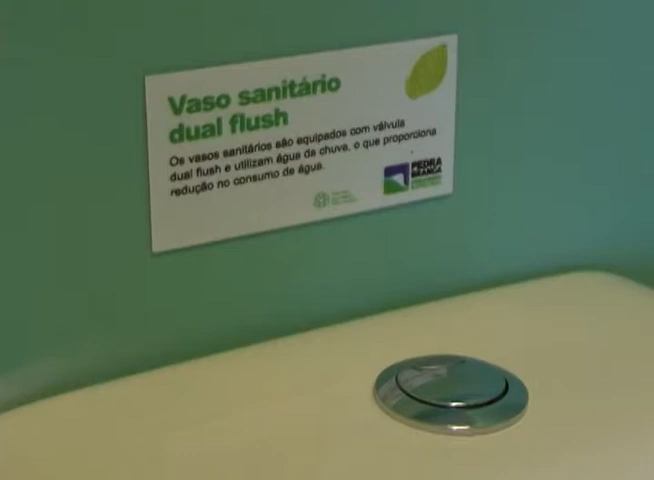 Vaso sanitário
dual flush
Os vasos sanitários são equipados com válvula
dual flush e utilizam água da chuva, o que proporciona
redução no consumo de água.
PEDRA
BRANCA